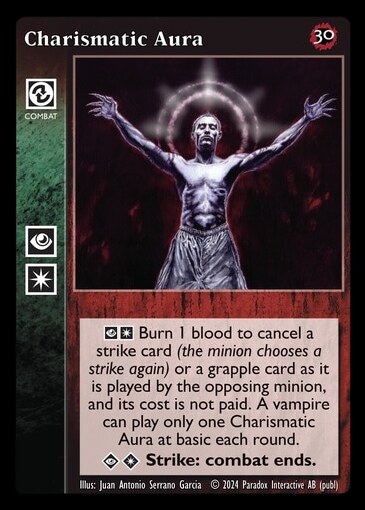 Charismatic Aura
30
COMBAT
Burn 1 blood to cancel a
strike card (the minion chooses a
strike again) or a grapple card as it
is played by the opposing minion,
and its cost is not paid. A vampire
can play only one Charismatic
Aura at basic each round.
Strike: combat ends.
Illus: Juan Antonio Serrano García © 2024 Paradox Interactive AB (publ)